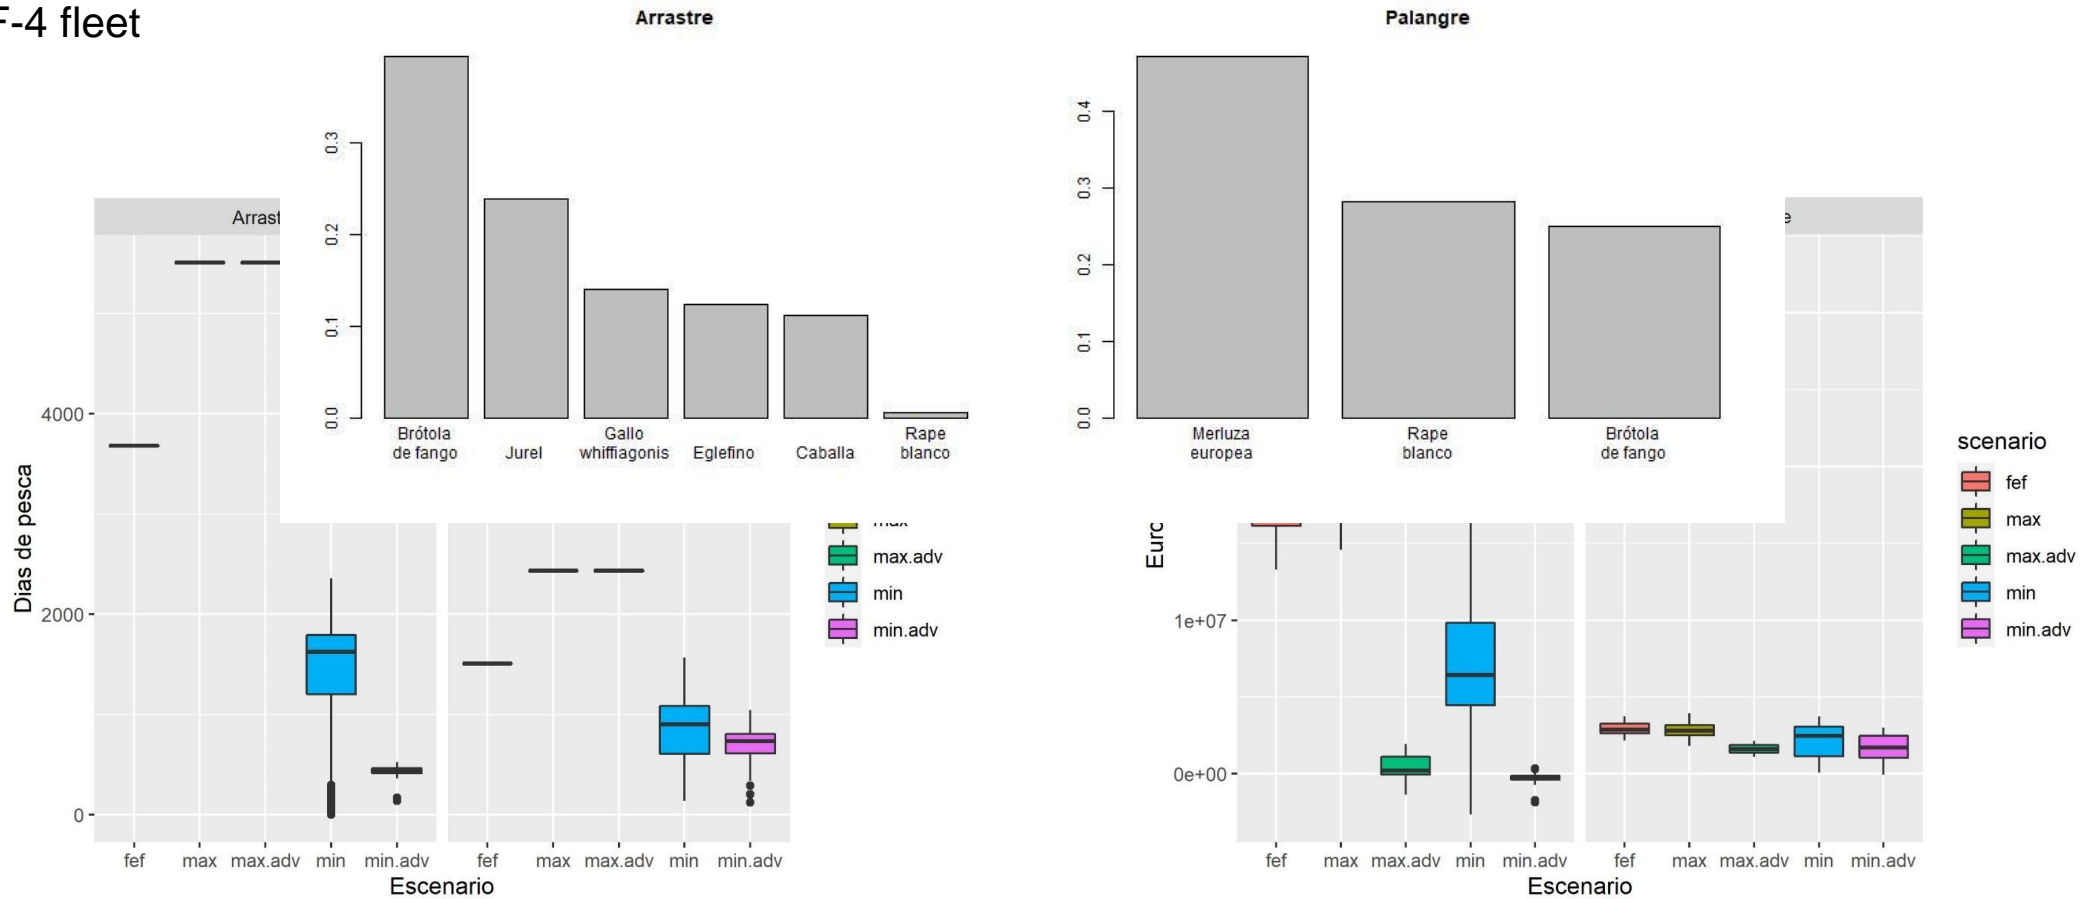 F-4 fleet
Arrastre
0.0 0.1 0.2 0.3
Brótola
de fango
Jurel
Gallo
whiffiagonis
Eglefino
Caballa
Rape
blanco
Palangre
0.0 0.1 0.2 0.3 0.4
Merluza
europea
Rape
blanco
Brótola
de fango
Dias de pesca
4000
2000
0
fef max max.adv min min.adv
fef max max.adv min min.adv
Escenario
max
max.adv
min
min.adv
1e+07
0e+00
fef max max.adv min min.adv
fef max max.adv min min.adv
Escenario
scenario
fef
max
max.adv
min
min.adv